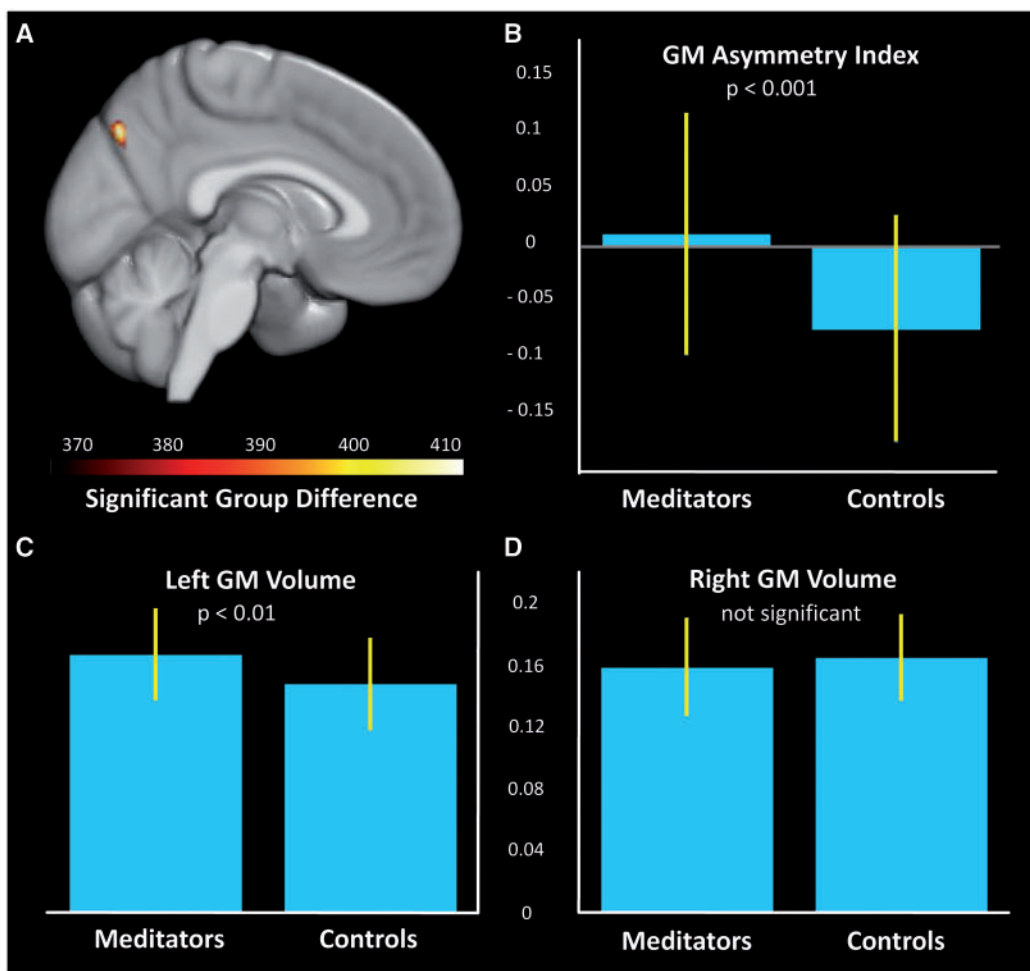 A
370 380 390 400 410
Significant Group Difference
B
GM Asymmetry Index
p < 0.001
0.15
0.1
0.05
0
- 0.05
- 0.1
- 0.15
Meditators Controls
C
Left GM Volume
p < 0.01
Meditators Controls
D
Right GM Volume
not significant
0.2
0.16
0.12
0.08
0.04
0
Meditators Controls